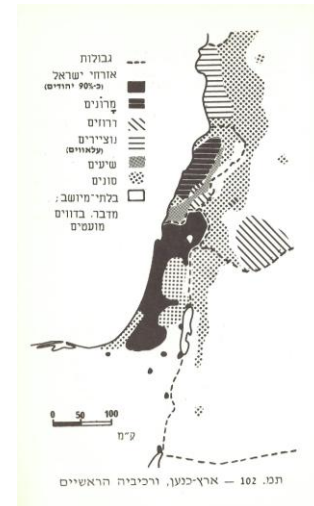 גבולות
אזרחי ישראל
(כ-90% יהודים)
מרונים
דרוזים
נוציירים
(עלאווים)
שיעים
סונים
בלתי־מיושב;
מדבר. בדווים
מועטים
0 50 100
ק״מ
תמ. 102 — ארץ-כנען, ורכיביה הראשיים